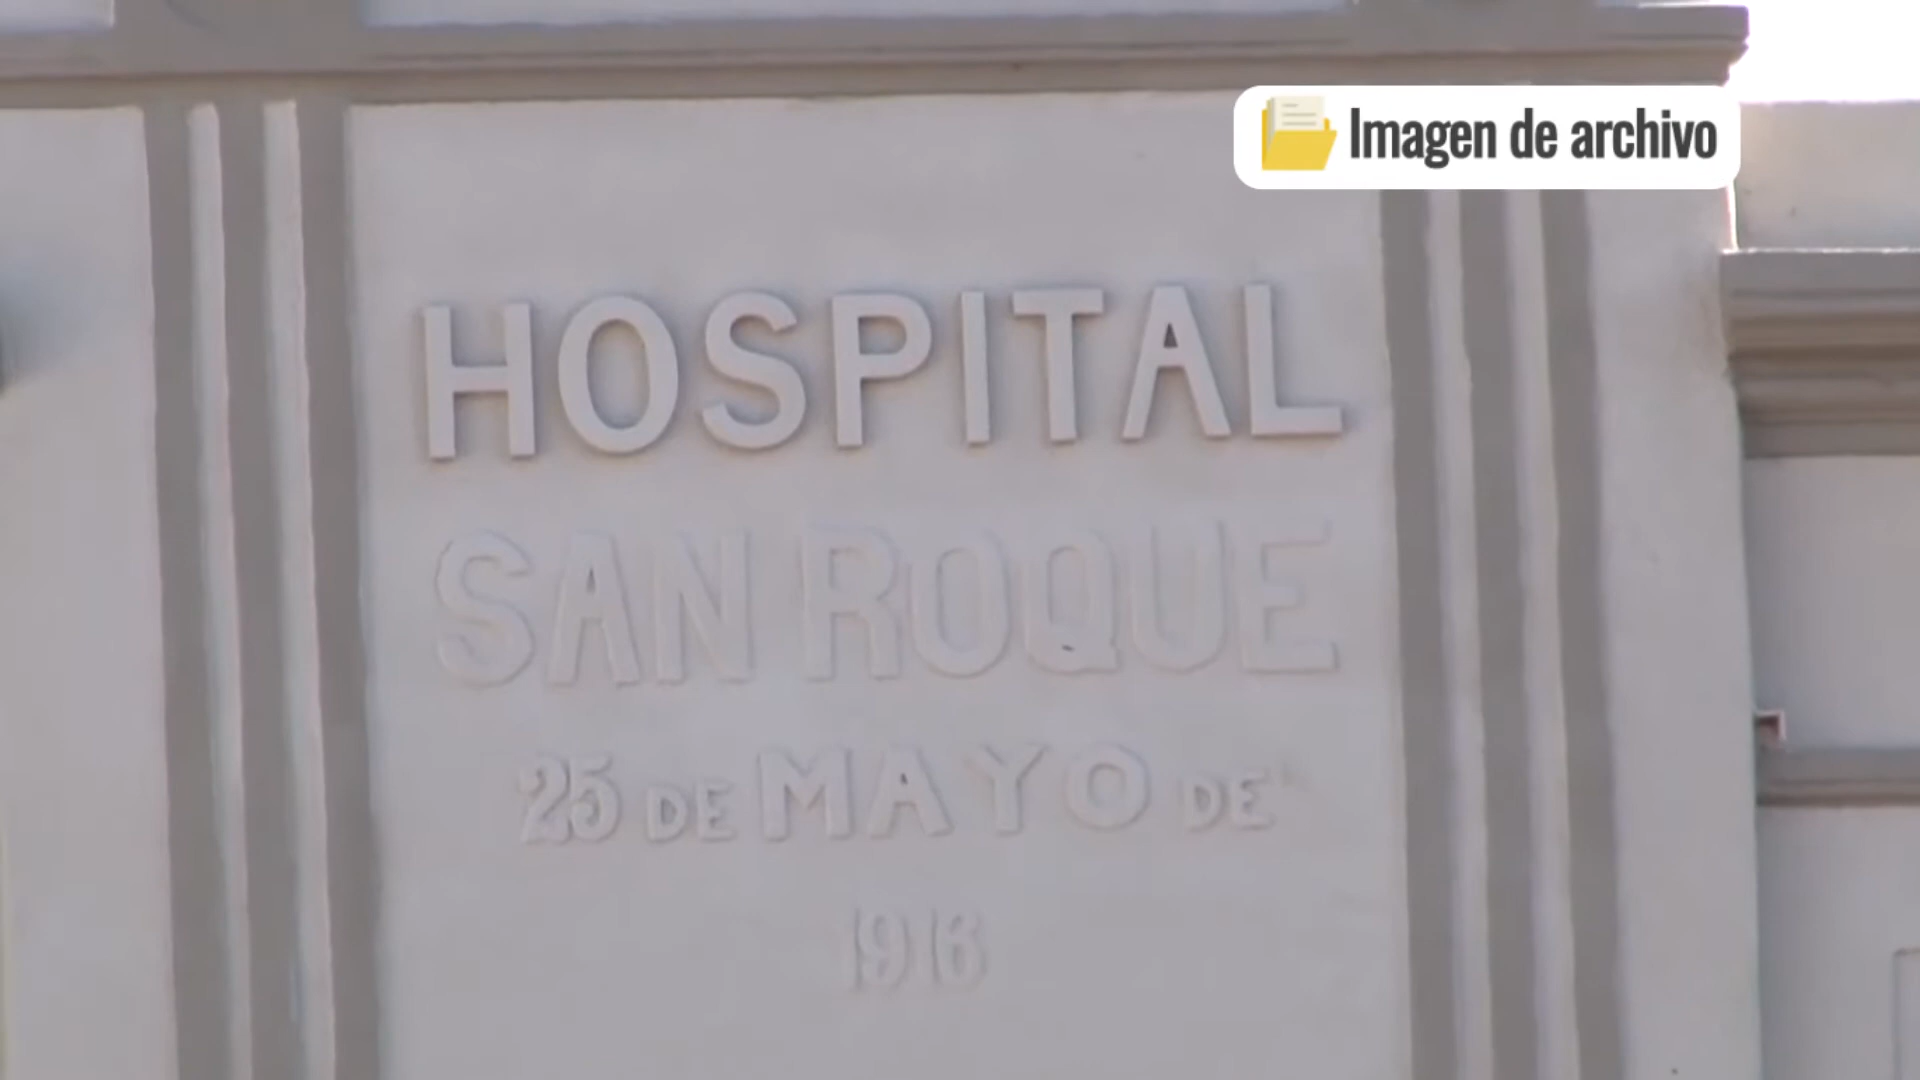 Imagen de archivo
HOSPITAL
SAN ROQUE
25 DE MAYO DE
1916